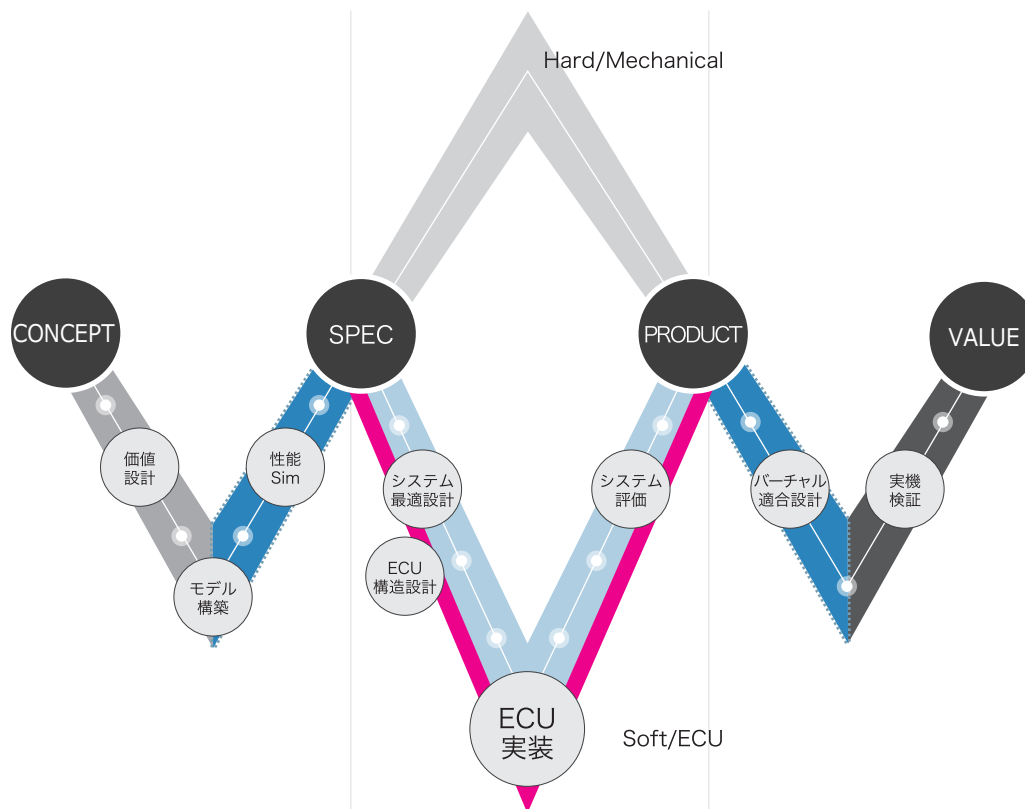 Hard/Mechanical
CONCEPT
SPEC
PRODUCT
VALUE
価値
設計
性能
Sim
システム
最適設計
システム
評価
バーチャル
適合設計
実機
検証
ECU
構造設計
モデル
構築
ECU
実装
Soft/ECU